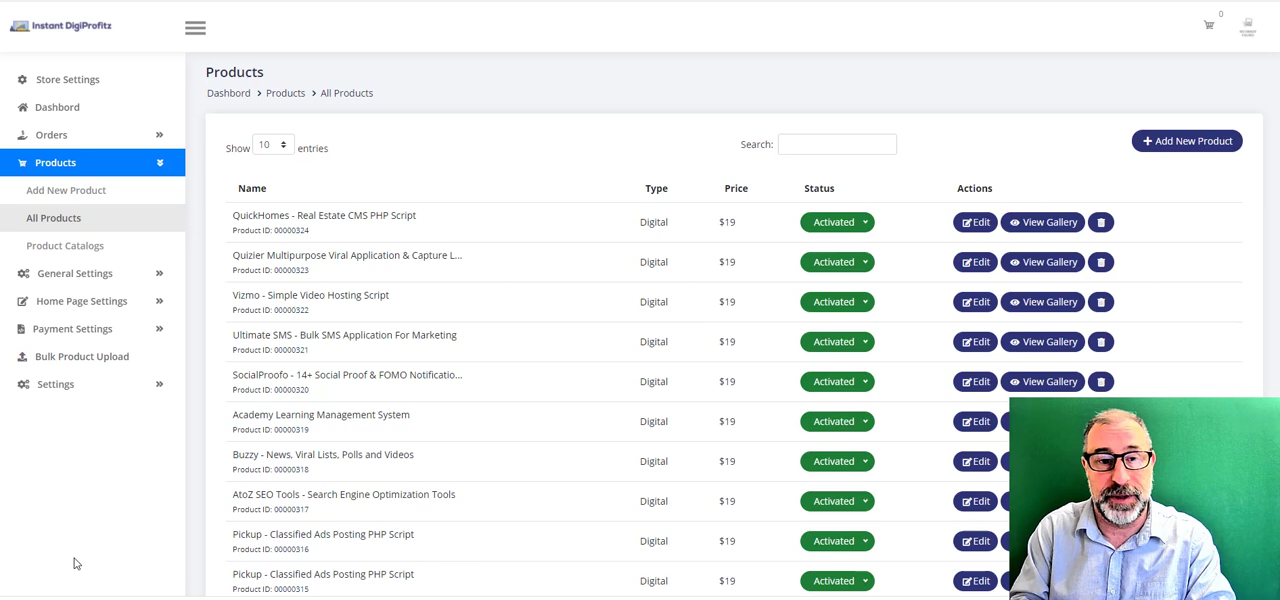 Instant DigiProfitz
0
Store Settings
Dashbord
Orders
Products
Add New Product
All Products
Product Catalogs
General Settings
Home Page Settings
Payment Settings
Bulk Product Upload
Settings
Products
Dashbord > Products > All Products
Show 10 entries
Search:
+ Add New Product
Name Type Price Status Actions
QuickHomes - Real Estate CMS PHP Script
Product ID: 00000324
Digital $19 Activated Edit View Gallery
Quizier Multipurpose Viral Application & Capture L...
Product ID: 00000323
Digital $19 Activated Edit View Gallery
Vizmo - Simple Video Hosting Script
Product ID: 00000322
Digital $19 Activated Edit View Gallery
Ultimate SMS - Bulk SMS Application For Marketing
Product ID: 00000321
Digital $19 Activated Edit View Gallery
SocialProofo - 14+ Social Proof & FOMO Notificatio...
Product ID: 00000320
Digital $19 Activated Edit View Gallery
Academy Learning Management System
Product ID: 00000319
Digital $19 Activated Edit
Buzzy - News, Viral Lists, Polls and Videos
Product ID: 00000318
Digital $19 Activated Edit
AtoZ SEO Tools - Search Engine Optimization Tools
Product ID: 00000317
Digital $19 Activated Edit
Pickup - Classified Ads Posting PHP Script
Product ID: 00000316
Digital $19 Activated Edit
Pickup - Classified Ads Posting PHP Script
Product ID: 00000315
Digital $19 Activated Edit